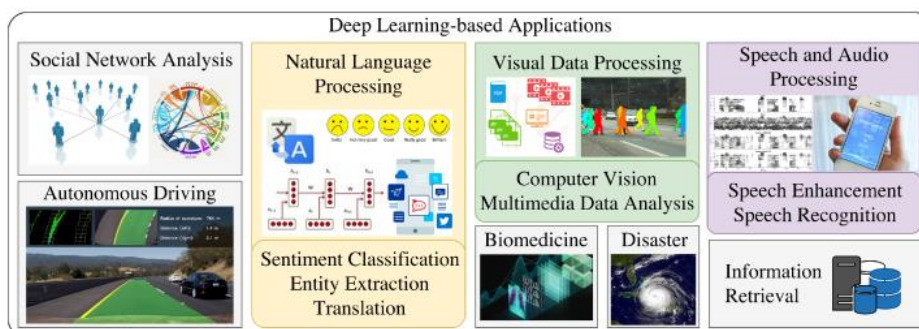 Deep Learning-based Applications
Social Network Analysis
Autonomous Driving
Natural Language
Processing
文
A
Sentiment Classification
Entity Extraction
Translation
Visual Data Processing
Computer Vision
Multimedia Data Analysis
Biomedicine
Disaster
Speech and Audio
Processing
Speech Enhancement
Speech Recognition
Information
Retrieval